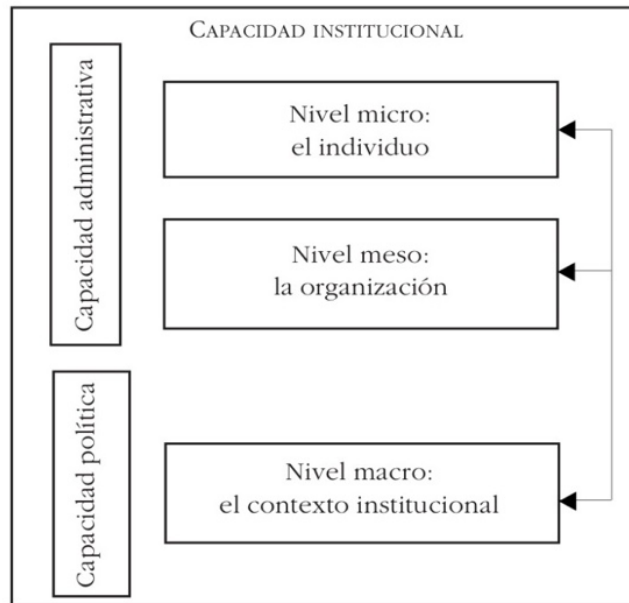 CAPACIDAD INSTITUCIONAL
Capacidad administrativa
Nivel micro:
el individuo
Nivel meso:
la organización
Capacidad política
Nivel macro:
el contexto institucional